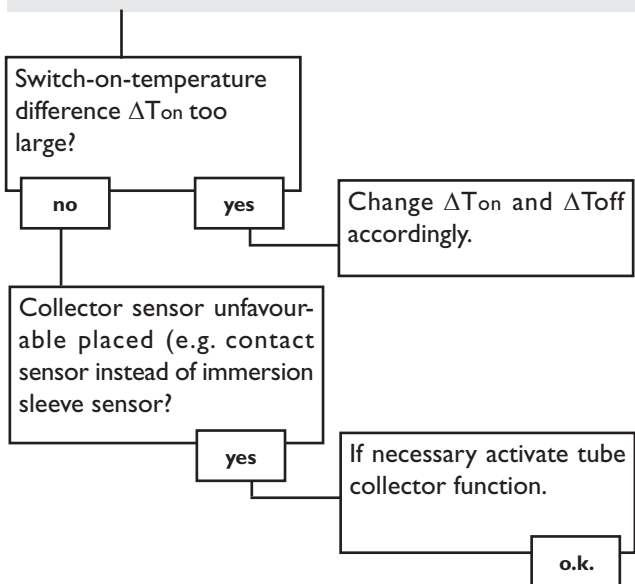 Switch-on-temperature
difference ΔTon too
large?
no
yes
Change ΔTon and ΔToff
accordingly.
Collector sensor unfavour-
able placed (e.g. contact
sensor instead of immersion
sleeve sensor?
yes
If necessary activate tube
collector function.
o.k.